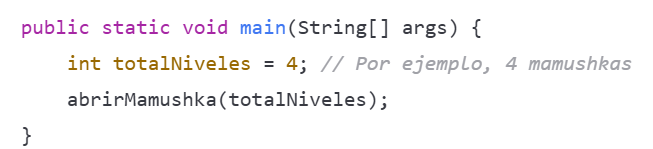 public static void main(String[] args) {
    int totalNiveles = 4; // Por ejemplo, 4 mamushkas
    abrirMamushka(totalNiveles);
}